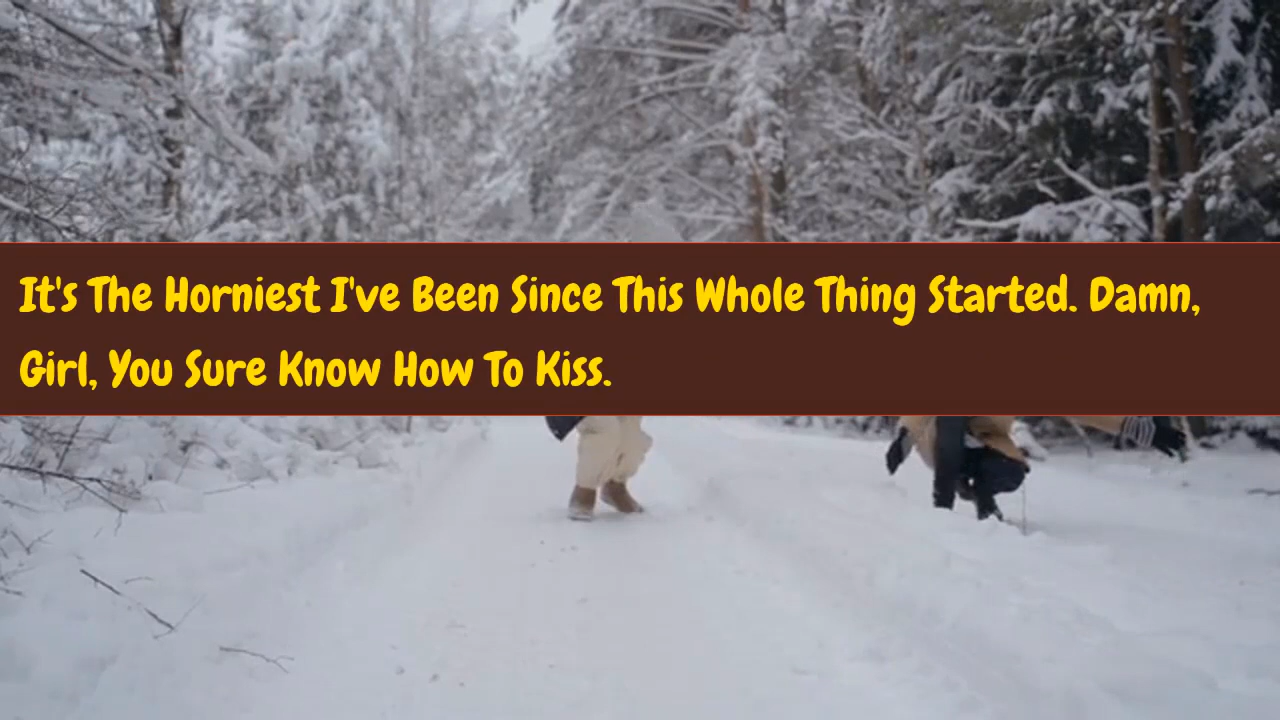 It's The Horniest I've Been Since This Whole Thing Started. Damn,
Girl, You Sure Know How To Kiss.